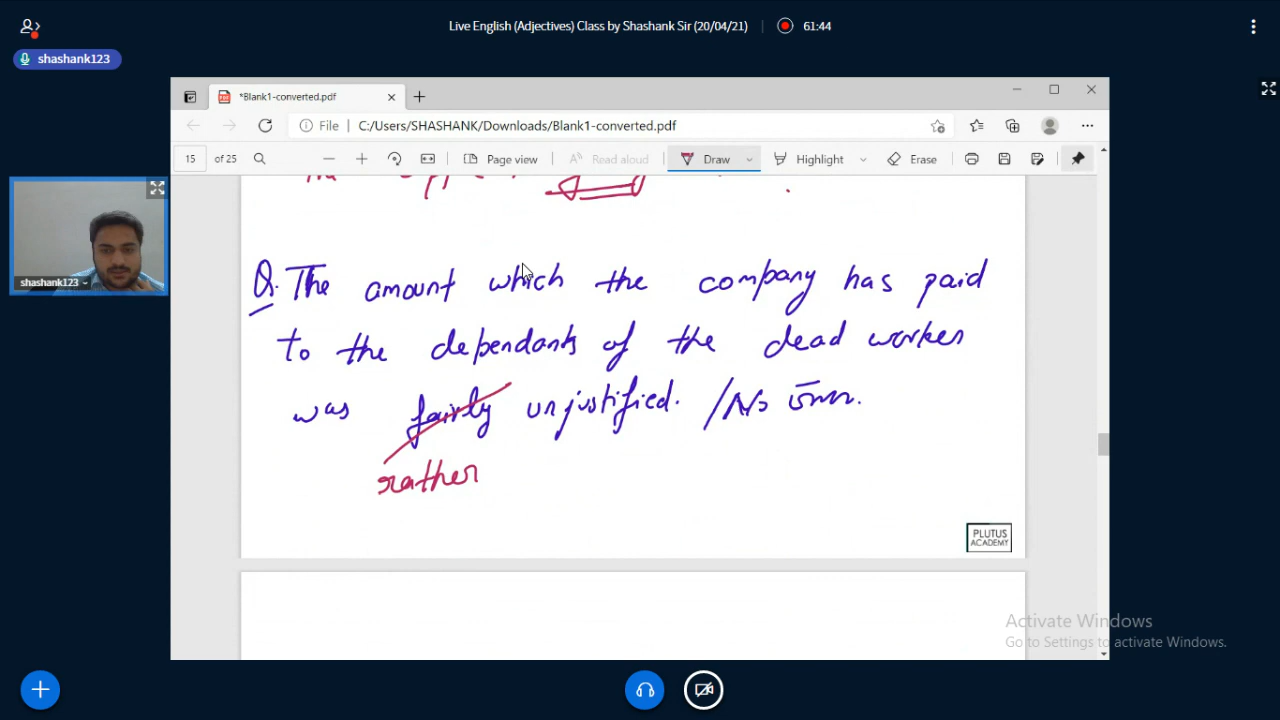 Live English (Adjectives) Class by Shashank Sir (20/04/21)
61:44
shashank123
*Blank1-converted.pdf
File
C:/Users/SHASHANK/Downloads/Blank1-converted.pdf
15 of 25
Page view
Read aloud
Draw
Highlight
Erase
shashank123
Q. The amount which the company has paid
to the dependants of the dead worker
was fairly unjustified. /No
rather
PLUTUS
ACADEMY
Activate Windows
Go to Settings to activate Windows.